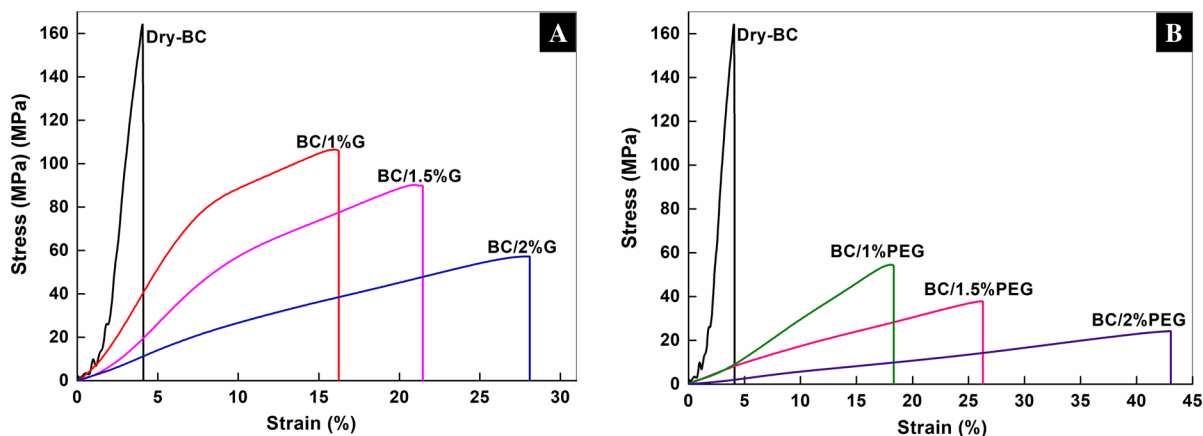 A
Stress (MPa) (MPa)
160
140
120
100
80
60
40
20
0
Dry-BC
BC/1%G
BC/1.5%G
BC/2%G
0 5 10 15 20 25 30
Strain (%)
B
Stress (MPa)
160
140
120
100
80
60
40
20
0
Dry-BC
BC/1%PEG
BC/1.5%PEG
BC/2%PEG
0 5 10 15 20 25 30 35 40 45
Strain (%)